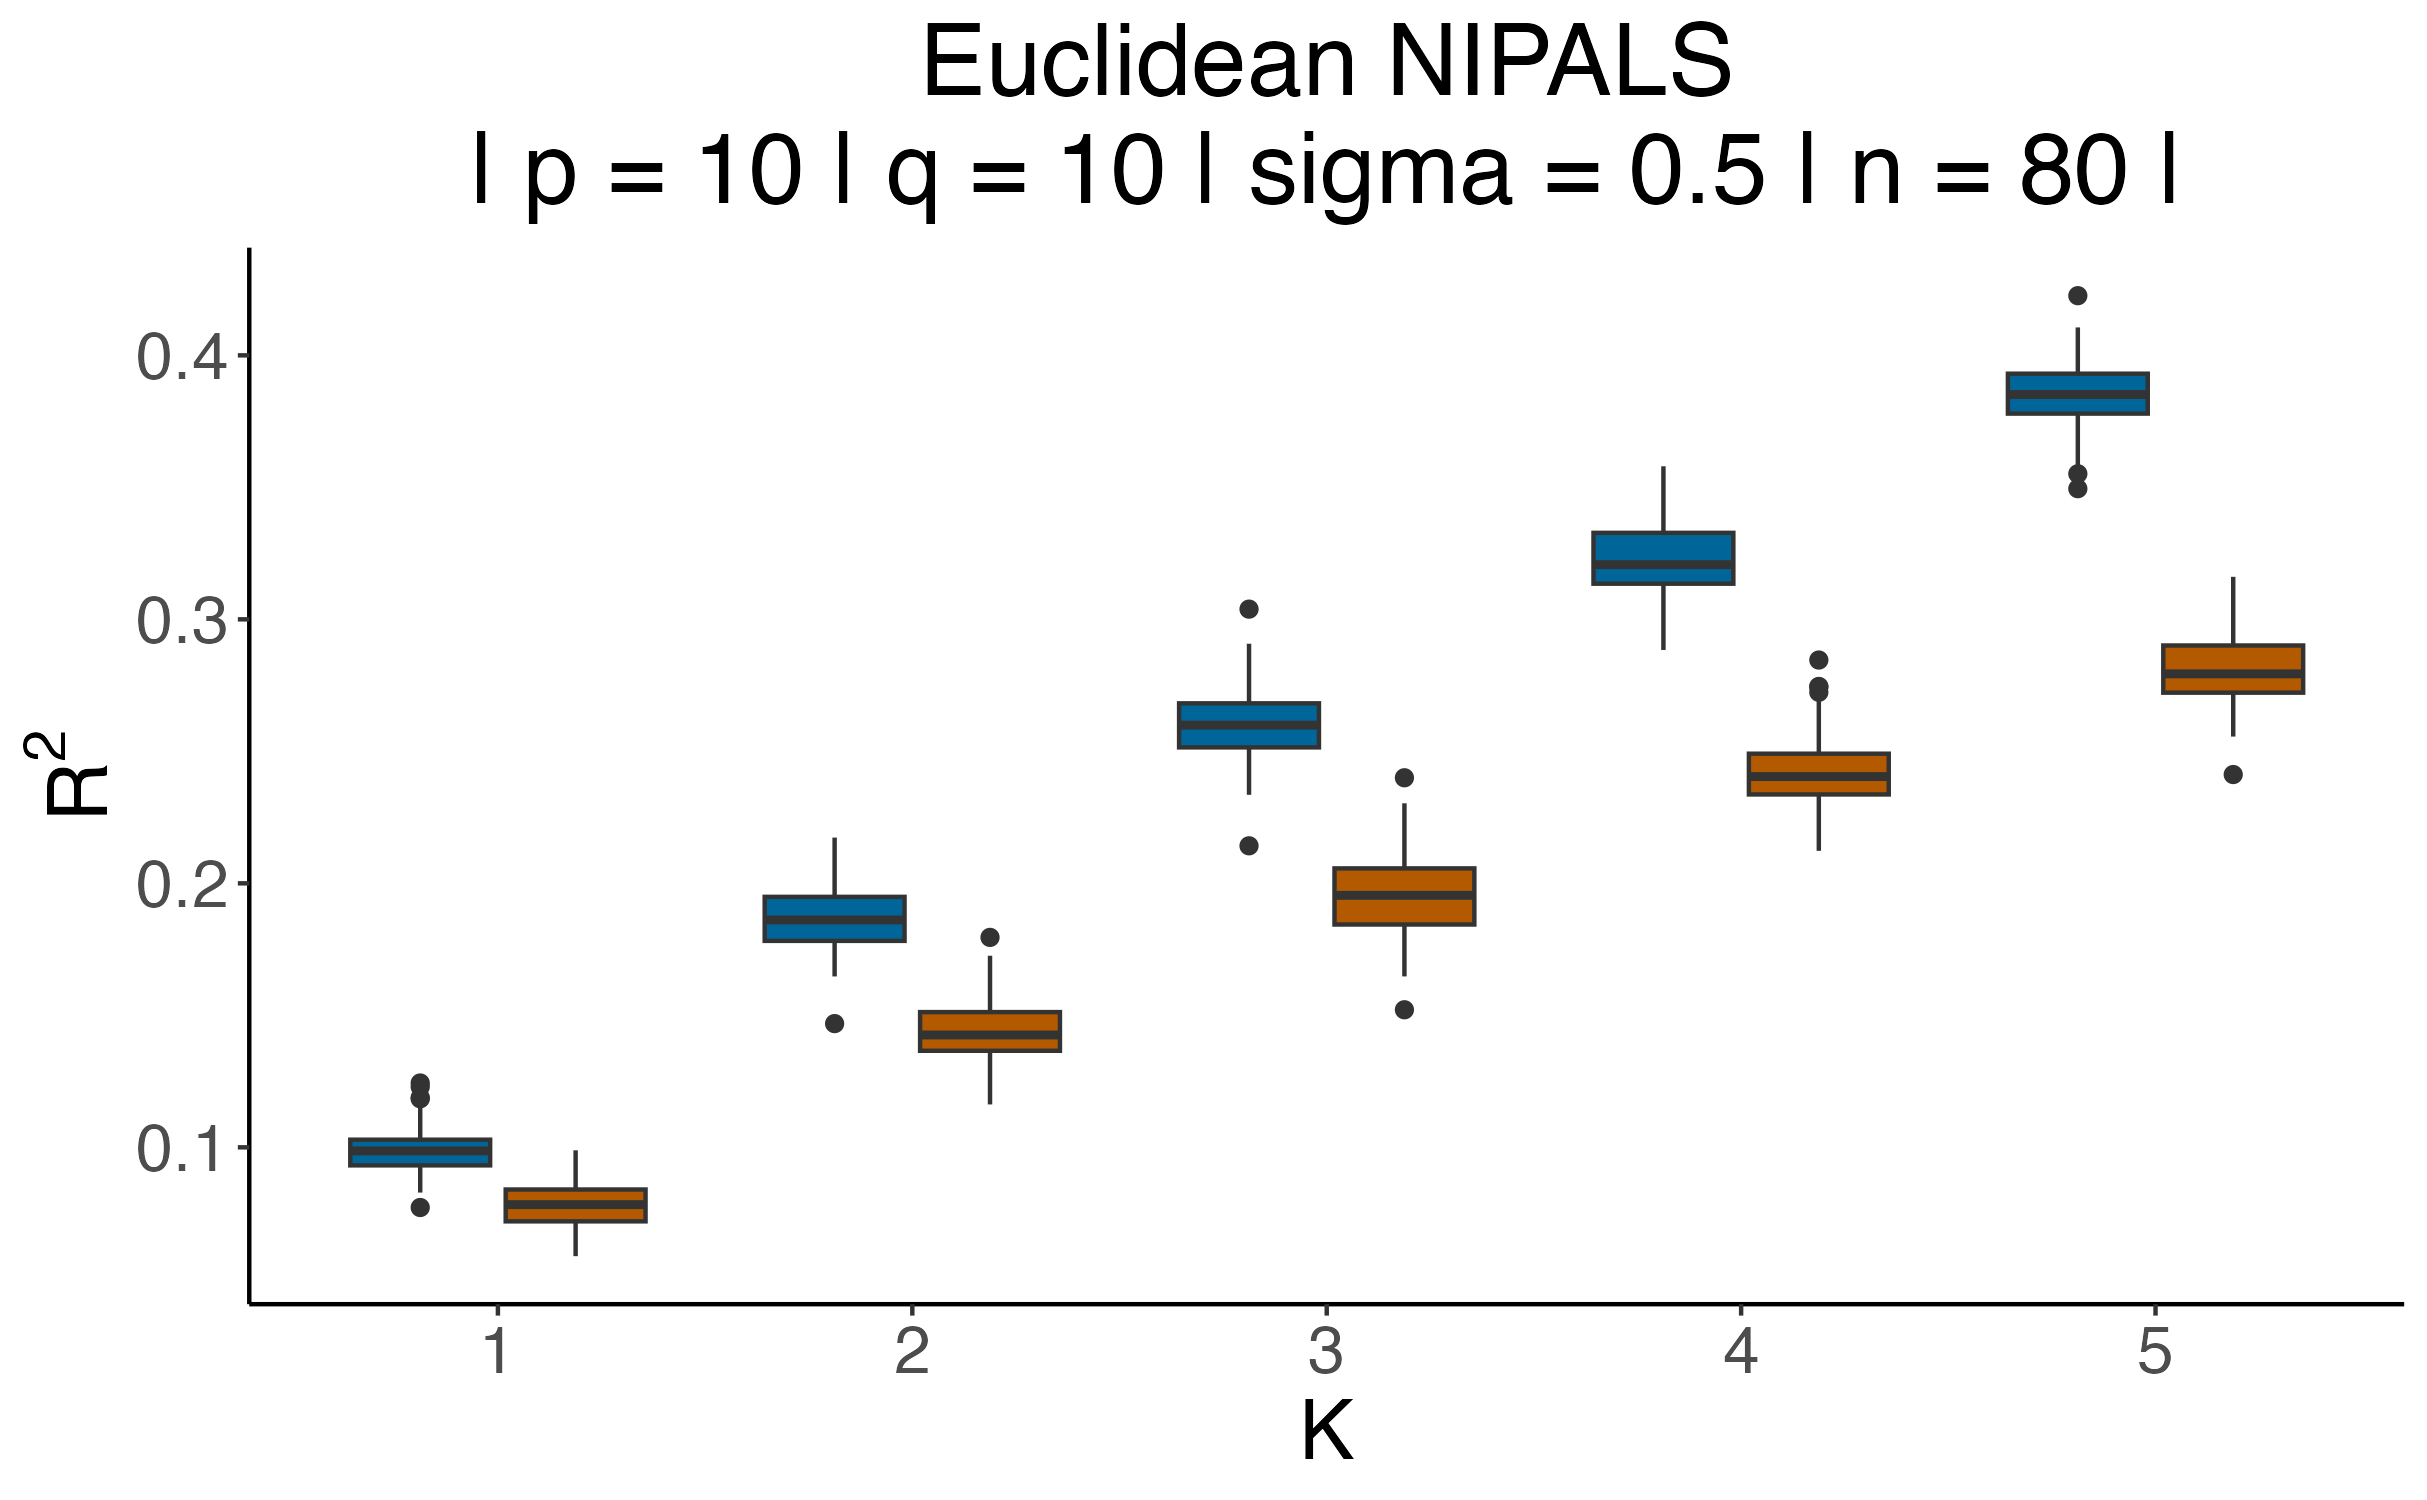 Euclidean NIPALS
| p = 10 | q = 10 | sigma = 0.5 | n = 80 |
R²
0.4
0.3
0.2
0.1
1 2 3 4 5
K